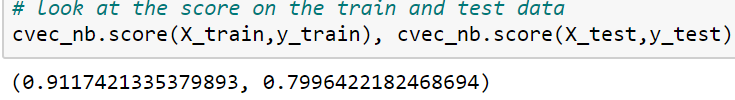 # look at the score on the train and test data
cvec_nb.score(X_train,y_train), cvec_nb.score(X_test,y_test)
(0.9117421335379893, 0.7996422182468694)